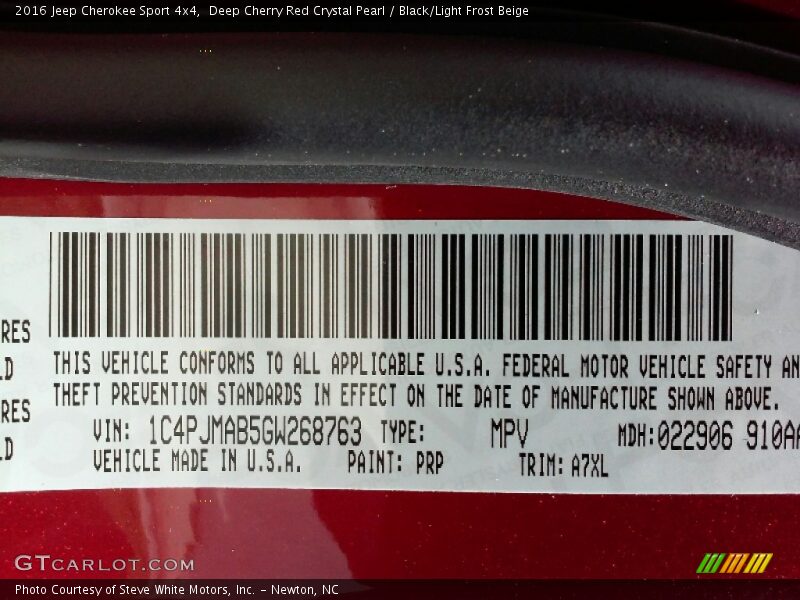 2016 Jeep Cherokee Sport 4x4, Deep Cherry Red Crystal Pearl / Black/Light Frost Beige
RES
LD
RES
LD
THIS VEHICLE CONFORMS TO ALL APPLICABLE U.S.A. FEDERAL MOTOR VEHICLE SAFETY AN
THEFT PREVENTION STANDARDS IN EFFECT ON THE DATE OF MANUFACTURE SHOWN ABOVE.
VIN: 1C4PJMAB5GW268763 TYPE: MPV MDH:022906 910AA
VEHICLE MADE IN U.S.A. PAINT: PRP TRIM: A7XL
GTCARLOT.COM
Photo Courtesy of Steve White Motors, Inc. – Newton, NC